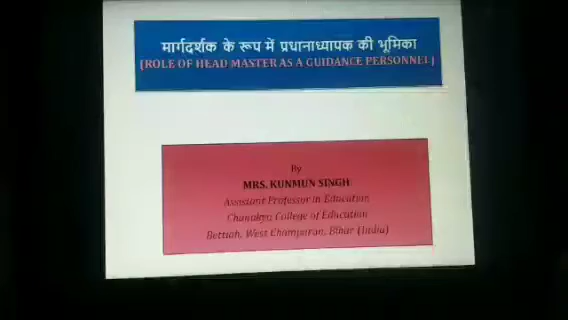 मार्गदर्शक के रूप में प्रधानाध्यापक की भूमिका
(ROLE OF HEAD MASTER AS A GUIDANCE PERSONNEL)
By
MRS. KUNMUN SINGH
Assistant Professor in Education
Chanakya College of Education
Bettiah, West Champaran, Bihar (India)